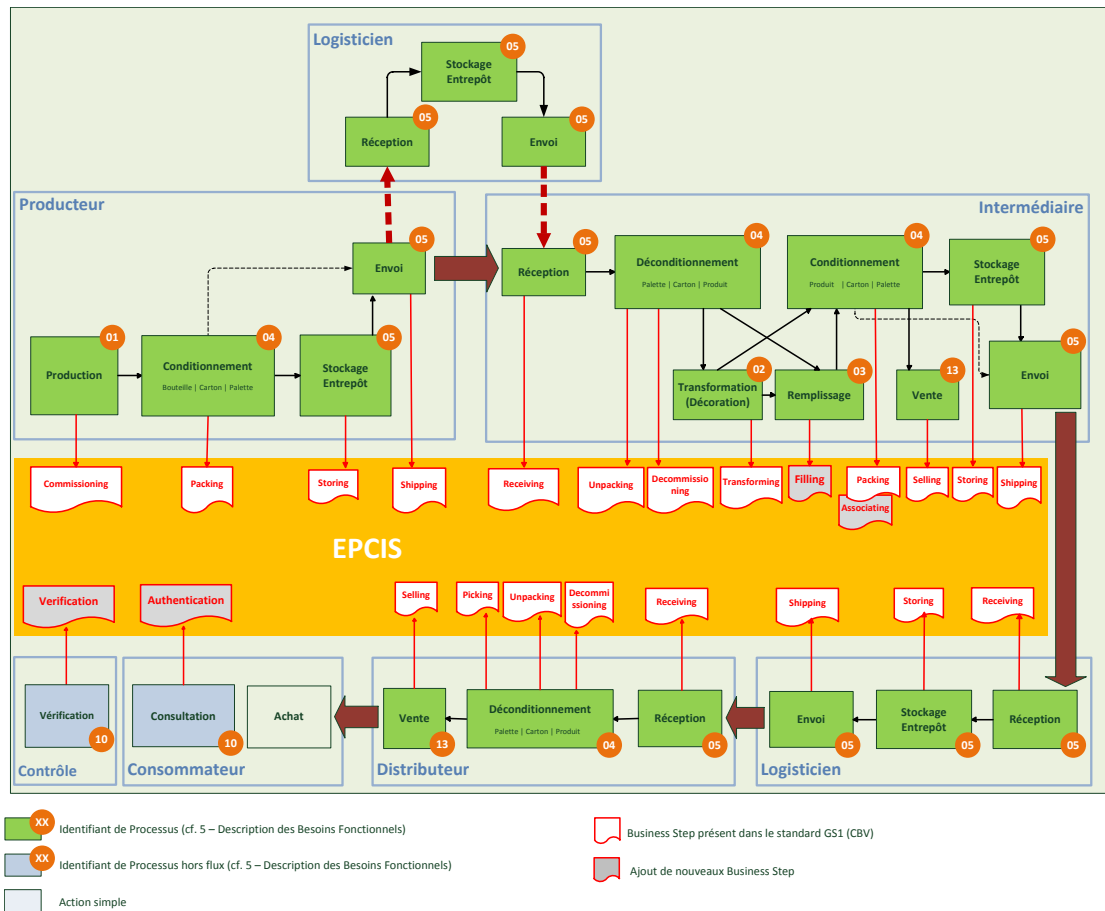 Logisticien
Stockage
Entrepôt
05
Réception
05
Envoi
05
Producteur
Production
01
Conditionnement
Bouteille | Carton | Palette
04
Stockage
Entrepôt
05
Envoi
05
Intermédiaire
Réception
05
Déconditionnement
Palette | Carton | Produit
04
Conditionnement
Produit | Carton | Palette
04
Stockage
Entrepôt
05
Transformation
(Décoration)
02
Remplissage
03
Vente
13
Envoi
05
Commissioning
Packing
Storing
Shipping
Receiving
Unpacking
Decommissio
ning
Transforming
Filling
Packing
Associating
Selling
Storing
Shipping
EPCIS
Verification
Authentication
Selling
Picking
Unpacking
Decommi
ssioning
Receiving
Shipping
Storing
Receiving
Vérification
10
Contrôle
Consultation
10
Achat
Consommateur
Vente
13
Déconditionnement
Palette | Carton | Produit
04
Réception
05
Distributeur
Envoi
05
Stockage
Entrepôt
05
Réception
05
Logisticien
XX
Identifiant de Processus (cf. 5 – Description des Besoins Fonctionnels)
XX
Identifiant de Processus hors flux (cf. 5 – Description des Besoins Fonctionnels)
Action simple
Business Step présent dans le standard GS1 (CBV)
Ajout de nouveaux Business Step